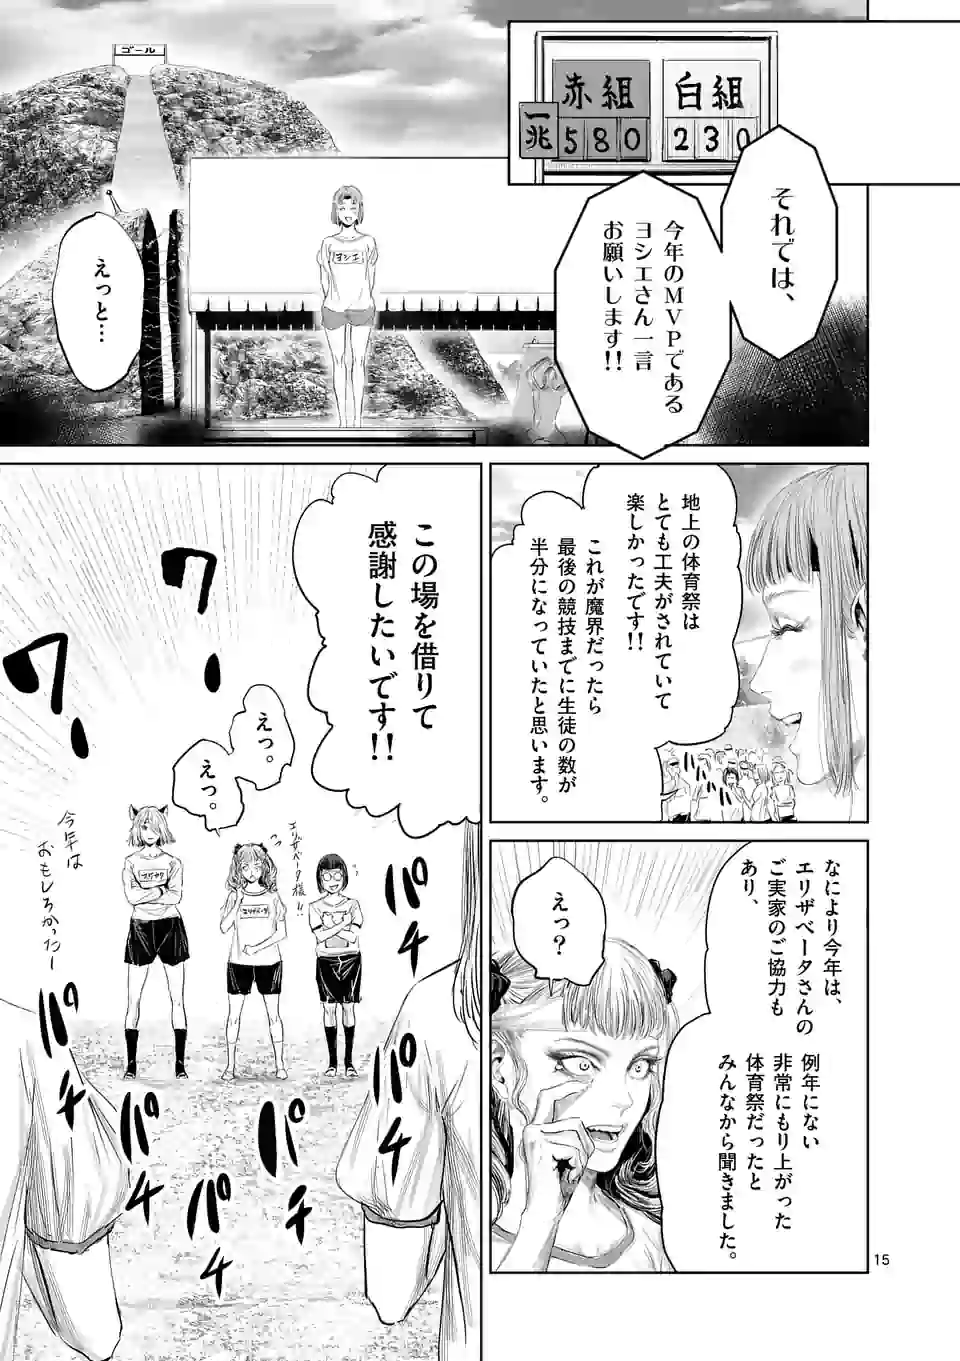 ゴール
赤組
白組
一兆
580
230
それでは、
今年のMVPである
ヨシエさん一言
お願いします!!
ヨシエ
えっと…
地上の体育祭は
とても工夫がされていて
楽しかったです!!
これが魔界だったら
最後の競技までに生徒の数が
半分になっていたと思います。
なにより今年は、
エリザベータさんの
ご実家のご協力も
あり、
例年にない
非常にもり上がった
体育祭だったと
みんなから聞きました。
えっ?
この場を借りて
感謝したいです!!
ワッ
ワッ
えっ。
えっ。
エリザベータ様!!
エリザベータ
今年は
おもしろかったー
パチ
パチ
パチ
パチ
パチ
パチ
パチ
15